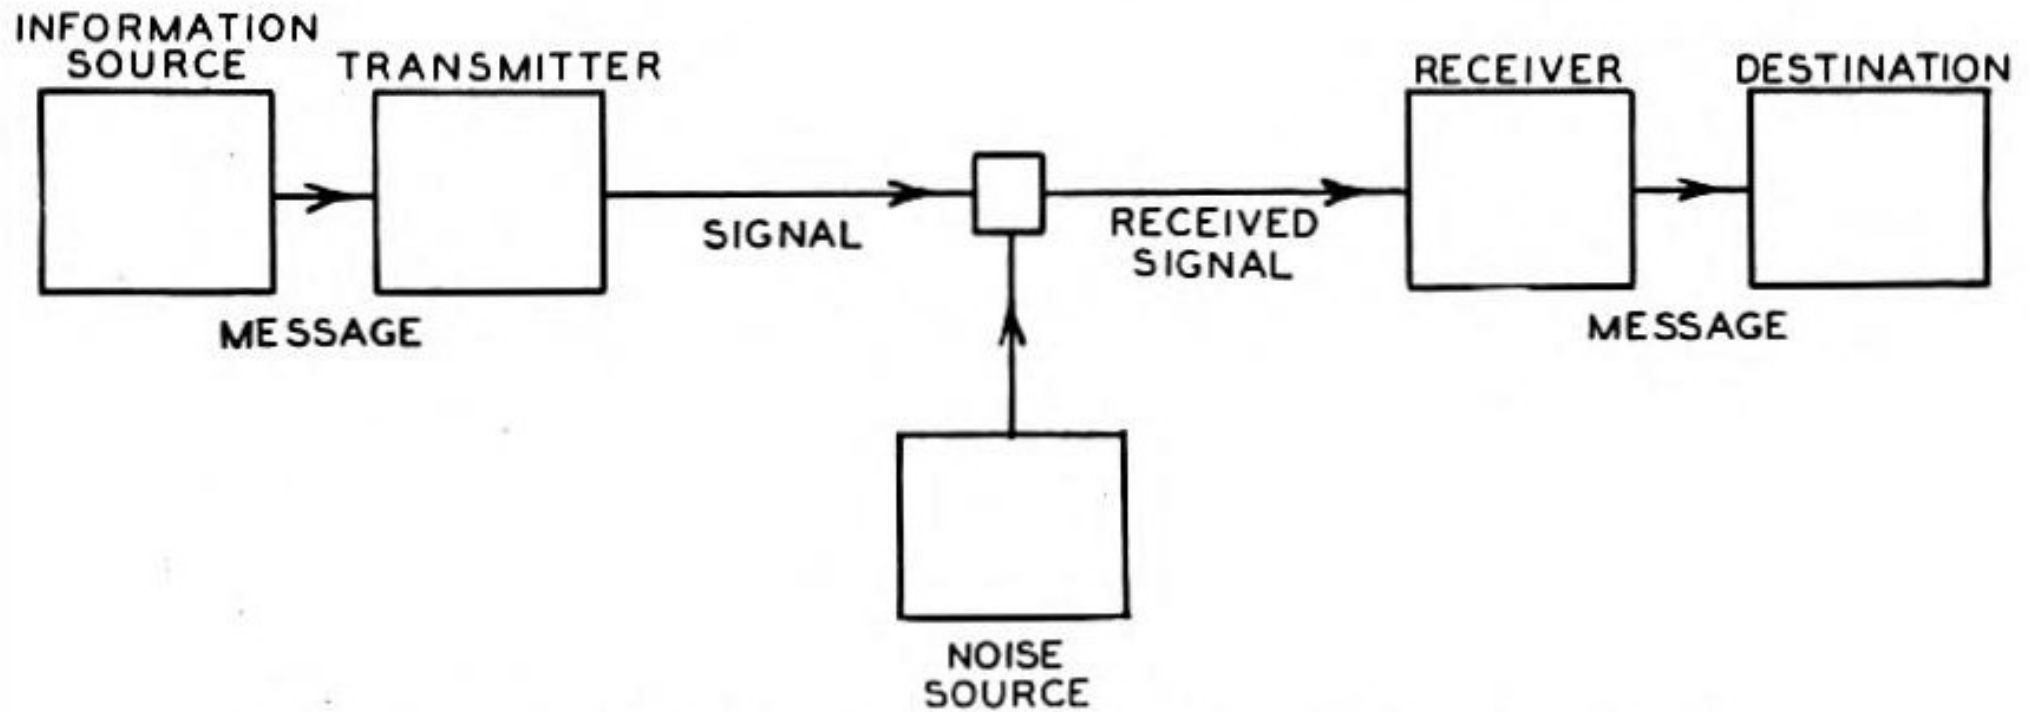 INFORMATION
SOURCE
TRANSMITTER
RECEIVER
DESTINATION
SIGNAL
RECEIVED
SIGNAL
MESSAGE
MESSAGE
NOISE
SOURCE